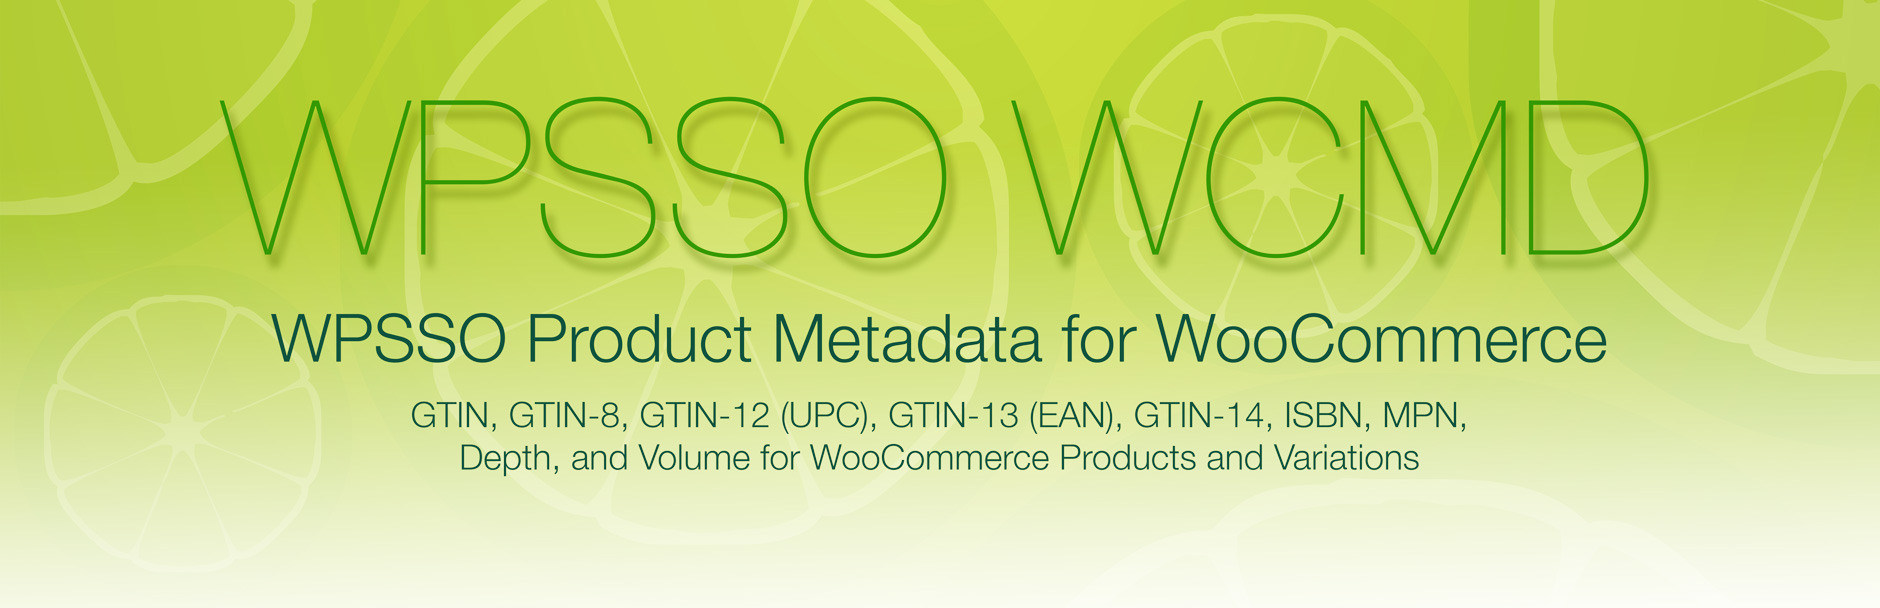 WPSSO WCMD
WPSSO Product Metadata for WooCommerce
GTIN, GTIN-8, GTIN-12 (UPC), GTIN-13 (EAN), GTIN-14, ISBN, MPN,
Depth, and Volume for WooCommerce Products and Variations